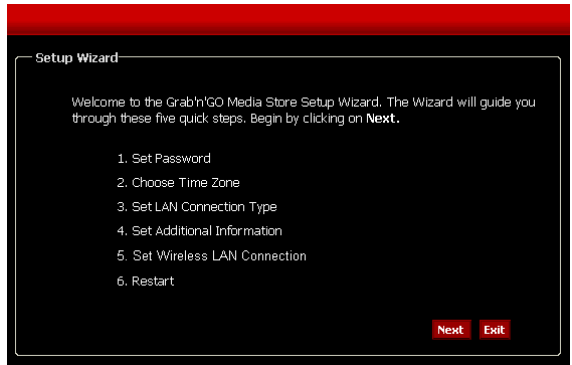 Setup Wizard
Welcome to the Grab'n'GO Media Store Setup Wizard. The Wizard will guide you
through these five quick steps. Begin by clicking on Next.
1. Set Password
2. Choose Time Zone
3. Set LAN Connection Type
4. Set Additional Information
5. Set Wireless LAN Connection
6. Restart
Next Exit